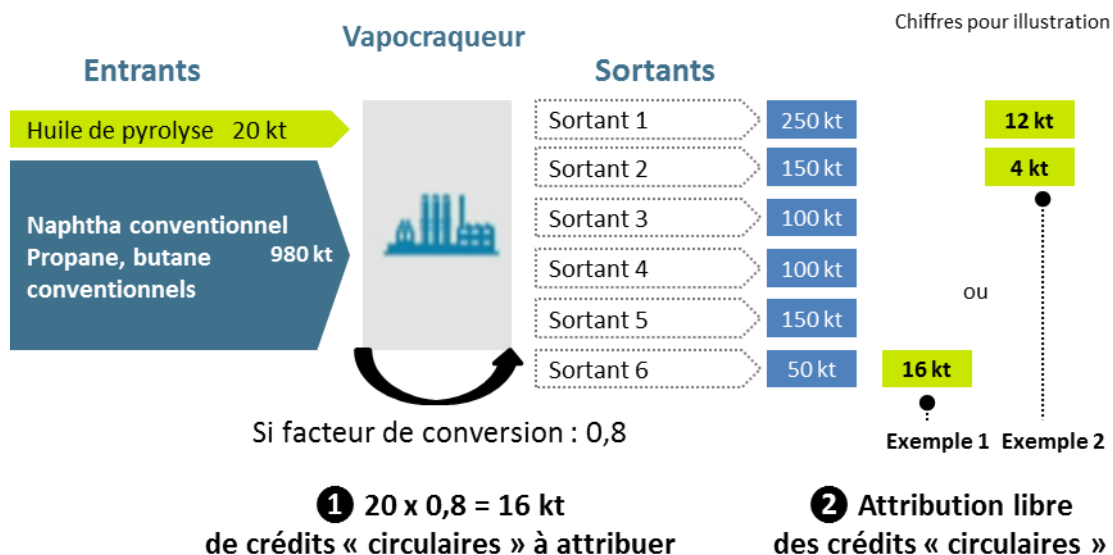 Chiffres pour illustration
Vapocraqueur
Entrants
Sortants
Huile de pyrolyse 20 kt
Naphtha conventionnel
Propane, butane 980 kt
conventionnels
Sortant 1 250 kt 12 kt
Sortant 2 150 kt 4 kt
Sortant 3 100 kt
Sortant 4 100 kt
ou
Sortant 5 150 kt
Sortant 6 50 kt 16 kt
Si facteur de conversion : 0,8
Exemple 1 Exemple 2
1 20 x 0,8 = 16 kt
de crédits « circulaires » à attribuer
2 Attribution libre
des crédits « circulaires »